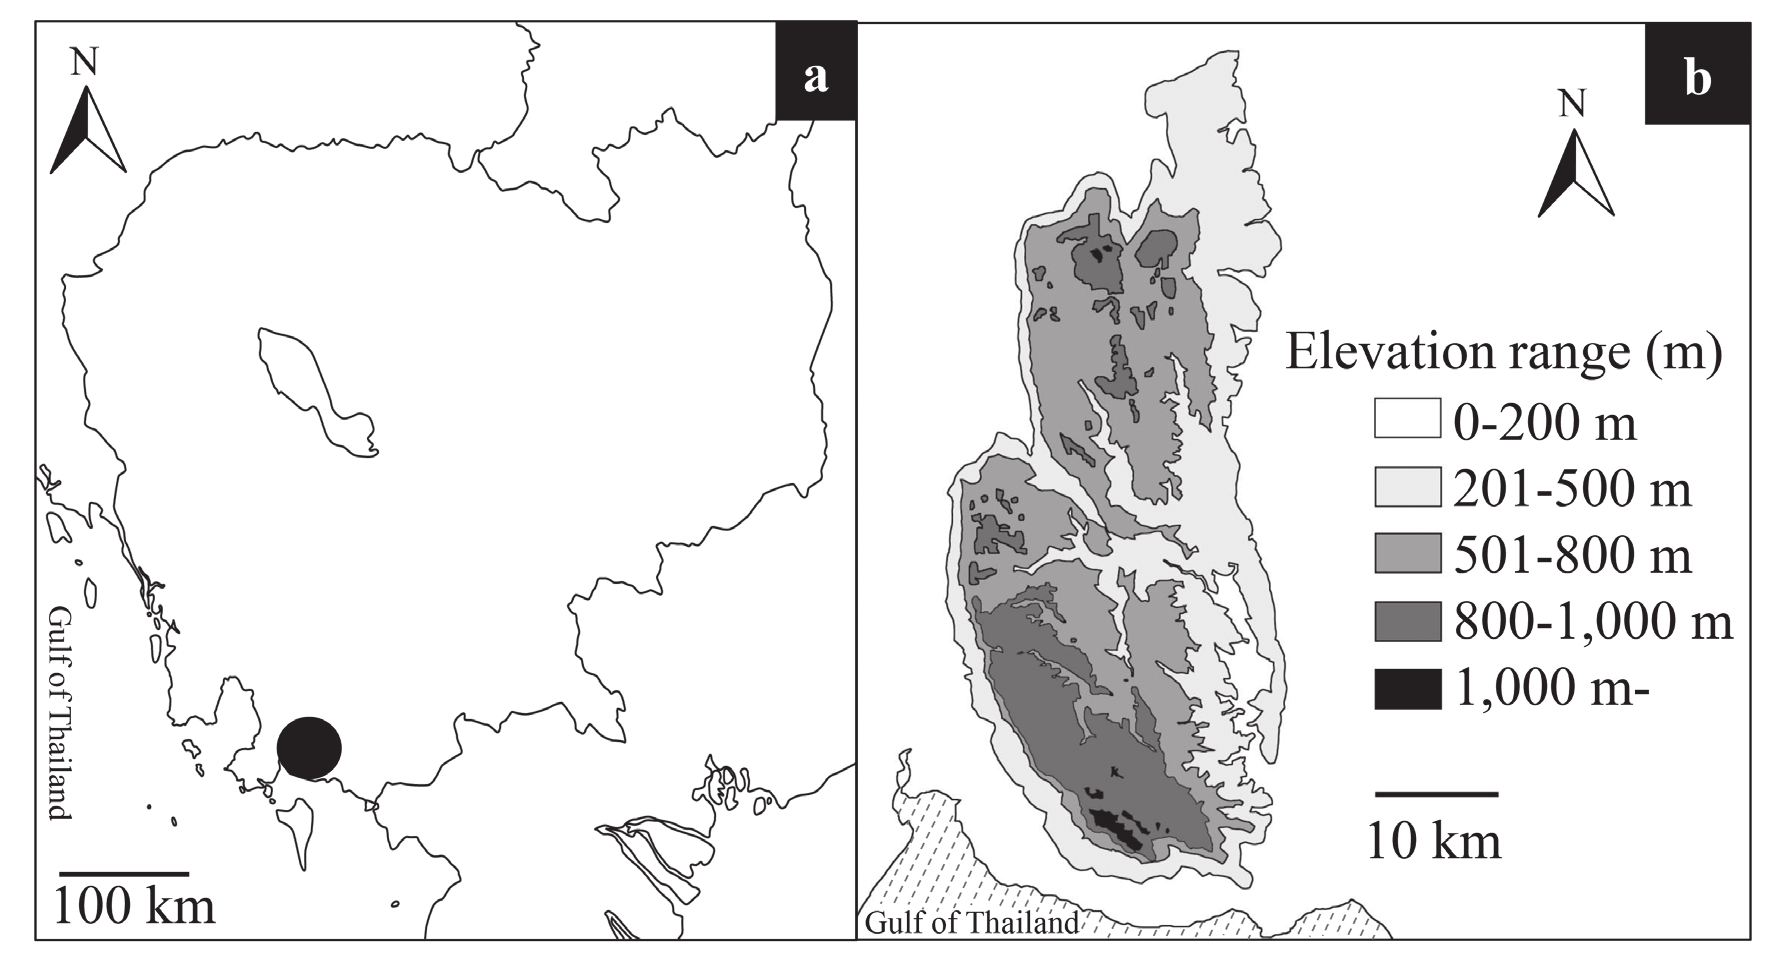 N
a
Gulf of Thailand
100 km
b
N
Elevation range (m)
0-200 m
201-500 m
501-800 m
800-1,000 m
1,000 m-
10 km
Gulf of Thailand